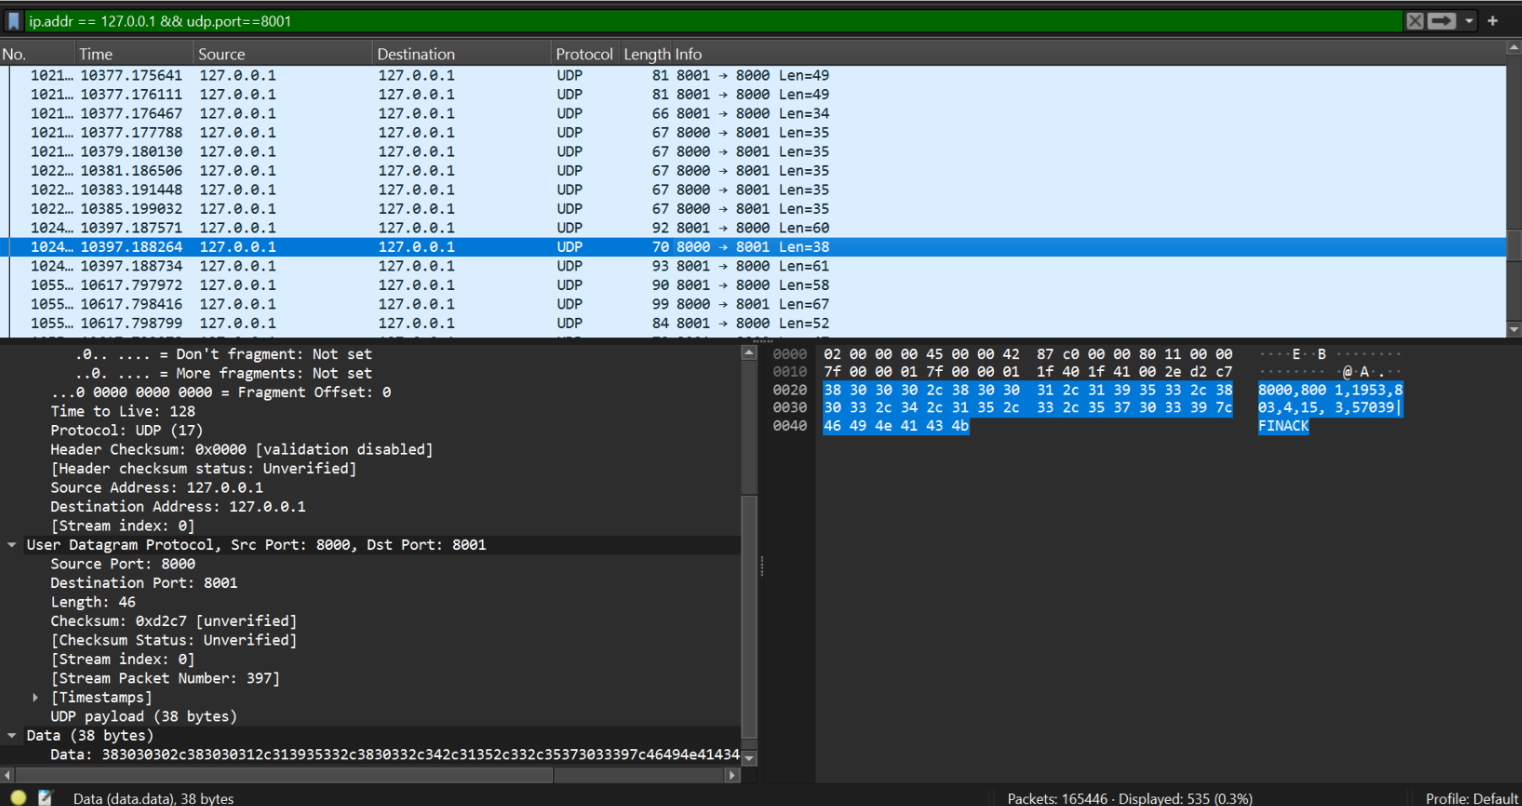 ip.addr == 127.0.0.1 && udp.port==8001
No. Time Source Destination Protocol Length Info
1021… 10377.175641 127.0.0.1 127.0.0.1 UDP 81 8001 → 8000 Len=49
1021… 10377.176111 127.0.0.1 127.0.0.1 UDP 81 8001 → 8000 Len=49
1021… 10377.176467 127.0.0.1 127.0.0.1 UDP 66 8001 → 8000 Len=34
1021… 10377.177788 127.0.0.1 127.0.0.1 UDP 67 8000 → 8001 Len=35
1021… 10379.180130 127.0.0.1 127.0.0.1 UDP 67 8000 → 8001 Len=35
1022… 10381.186506 127.0.0.1 127.0.0.1 UDP 67 8000 → 8001 Len=35
1022… 10383.191448 127.0.0.1 127.0.0.1 UDP 67 8000 → 8001 Len=35
1022… 10385.199032 127.0.0.1 127.0.0.1 UDP 67 8000 → 8001 Len=35
1024… 10397.187571 127.0.0.1 127.0.0.1 UDP 92 8001 → 8000 Len=60
1024… 10397.188264 127.0.0.1 127.0.0.1 UDP 70 8000 → 8001 Len=38
1024… 10397.188734 127.0.0.1 127.0.0.1 UDP 93 8001 → 8000 Len=61
1055… 10617.797972 127.0.0.1 127.0.0.1 UDP 90 8001 → 8000 Len=58
1055… 10617.798416 127.0.0.1 127.0.0.1 UDP 99 8000 → 8001 Len=67
1055… 10617.798799 127.0.0.1 127.0.0.1 UDP 84 8001 → 8000 Len=52
.0.. .... = Don't fragment: Not set
..0. .... = More fragments: Not set
...0 0000 0000 0000 = Fragment Offset: 0
Time to Live: 128
Protocol: UDP (17)
Header Checksum: 0x0000 [validation disabled]
[Header checksum status: Unverified]
Source Address: 127.0.0.1
Destination Address: 127.0.0.1
[Stream index: 0]
User Datagram Protocol, Src Port: 8000, Dst Port: 8001
Source Port: 8000
Destination Port: 8001
Length: 46
Checksum: 0xd2c7 [unverified]
[Checksum Status: Unverified]
[Stream index: 0]
[Stream Packet Number: 397]
[Timestamps]
UDP payload (38 bytes)
Data (38 bytes)
Data: 383030302c383030312c313935332c3830332c342c31352c332c35373033397c46494e41434
0000 02 00 00 00 45 00 00 42 87 c0 00 00 80 11 00 00 ····E··B ········
0010 7f 00 00 01 7f 00 00 01 1f 40 1f 41 00 2e d2 c7 ········ ·@·A·.··
0020 38 30 30 30 2c 38 30 30 31 2c 31 39 35 33 2c 38 8000,800 1,1953,8
0030 30 33 2c 34 2c 31 35 2c 33 2c 35 37 30 33 39 7c 03,4,15, 3,57039|
0040 46 49 4e 41 43 4b FINACK
Data (data.data), 38 bytes
Packets: 165446 · Displayed: 535 (0.3%)
Profile: Default